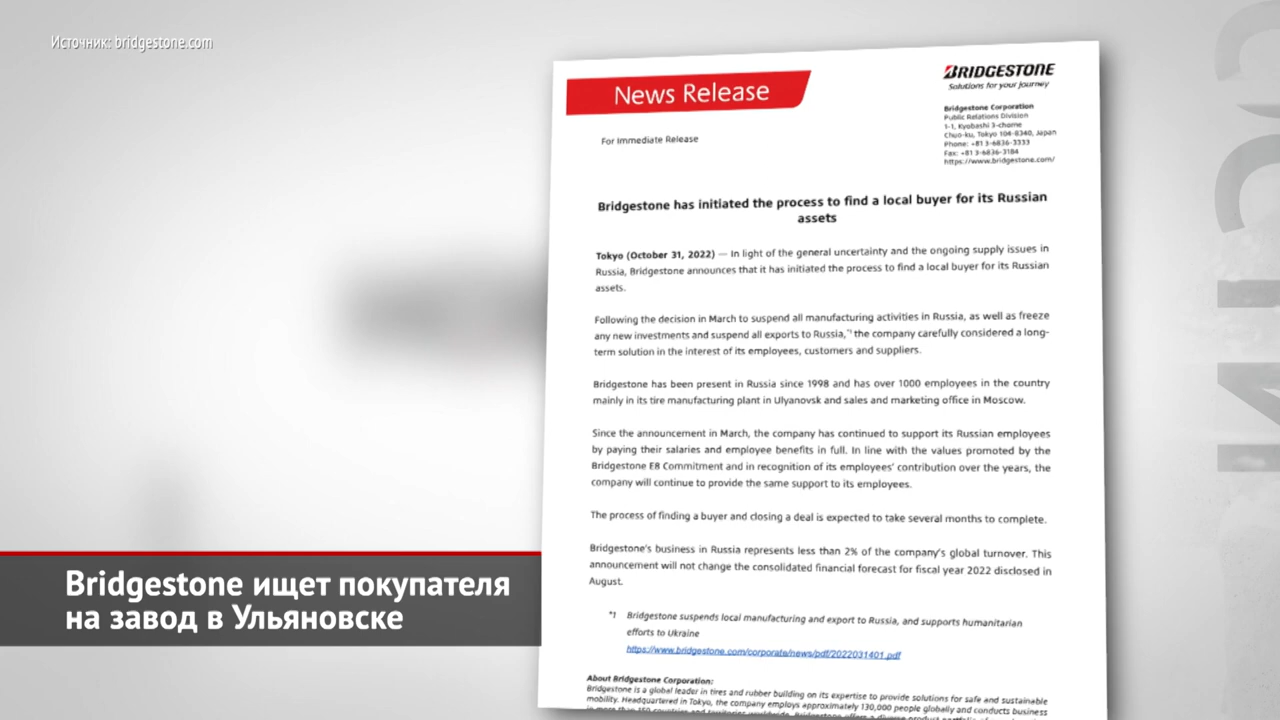 Источник: bridgestone.com
News Release
BRIDGESTONE
Solutions for your journey
For Immediate Release
Bridgestone Corporation
Public Relations Division
1-1, Kyobashi 3-chome
Chuo-ku, Tokyo 104-8340, Japan
Phone: +81 3-6836-3333
Fax: +81 3-6836-3184
https://www.bridgestone.com/
Bridgestone has initiated the process to find a local buyer for its Russian
assets
Tokyo (October 31, 2022) — In light of the general uncertainty and the ongoing supply issues in
Russia, Bridgestone announces that it has initiated the process to find a local buyer for its Russian
assets.
Following the decision in March to suspend all manufacturing activities in Russia, as well as freeze
any new investments and suspend all exports to Russia,*1 the company carefully considered a long-
term solution in the interest of its employees, customers and suppliers.
Bridgestone has been present in Russia since 1998 and has over 1000 employees in the country
mainly in its tire manufacturing plant in Ulyanovsk and sales and marketing office in Moscow.
Since the announcement in March, the company has continued to support its Russian employees
by paying their salaries and employee benefits in full. In line with the values promoted by the
Bridgestone E8 Commitment and in recognition of its employees' contribution over the years, the
company will continue to provide the same support to its employees.
The process of finding a buyer and closing a deal is expected to take several months to complete.
Bridgestone's business in Russia represents less than 2% of the company's global turnover. This
announcement will not change the consolidated financial forecast for fiscal year 2022 disclosed in
August.
*1 Bridgestone suspends local manufacturing and export to Russia, and supports humanitarian
efforts to Ukraine
https://www.bridgestone.com/corporate/news/pdf/2022031401.pdf
About Bridgestone Corporation:
Bridgestone is a global leader in tires and rubber building on its expertise to provide solutions for safe and sustainable
mobility. Headquartered in Tokyo, the company employs approximately 130,000 people globally and conducts business
Bridgestone ищет покупателя
на завод в Ульяновске